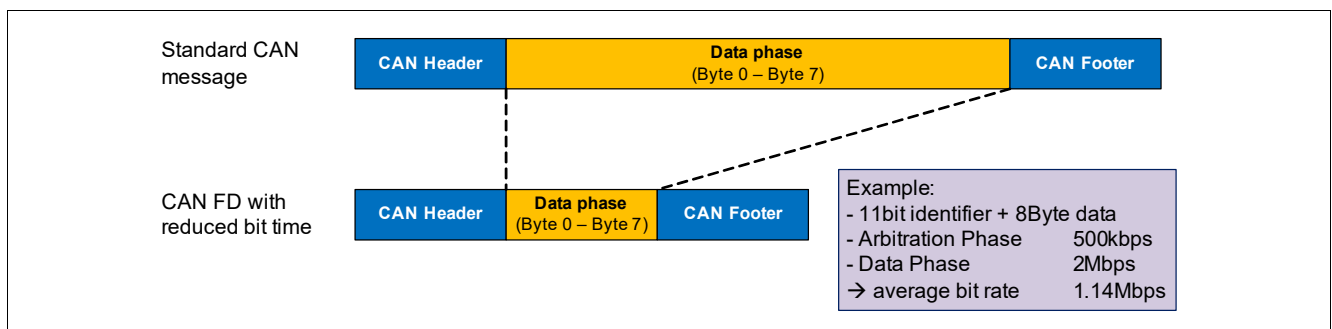 Standard CAN
message
CAN Header
Data phase
(Byte 0 – Byte 7)
CAN Footer
CAN FD with
reduced bit time
CAN Header
Data phase
(Byte 0 – Byte 7)
CAN Footer
Example:
- 11bit identifier + 8Byte data
- Arbitration Phase 500kbps
- Data Phase 2Mbps
→ average bit rate 1.14Mbps